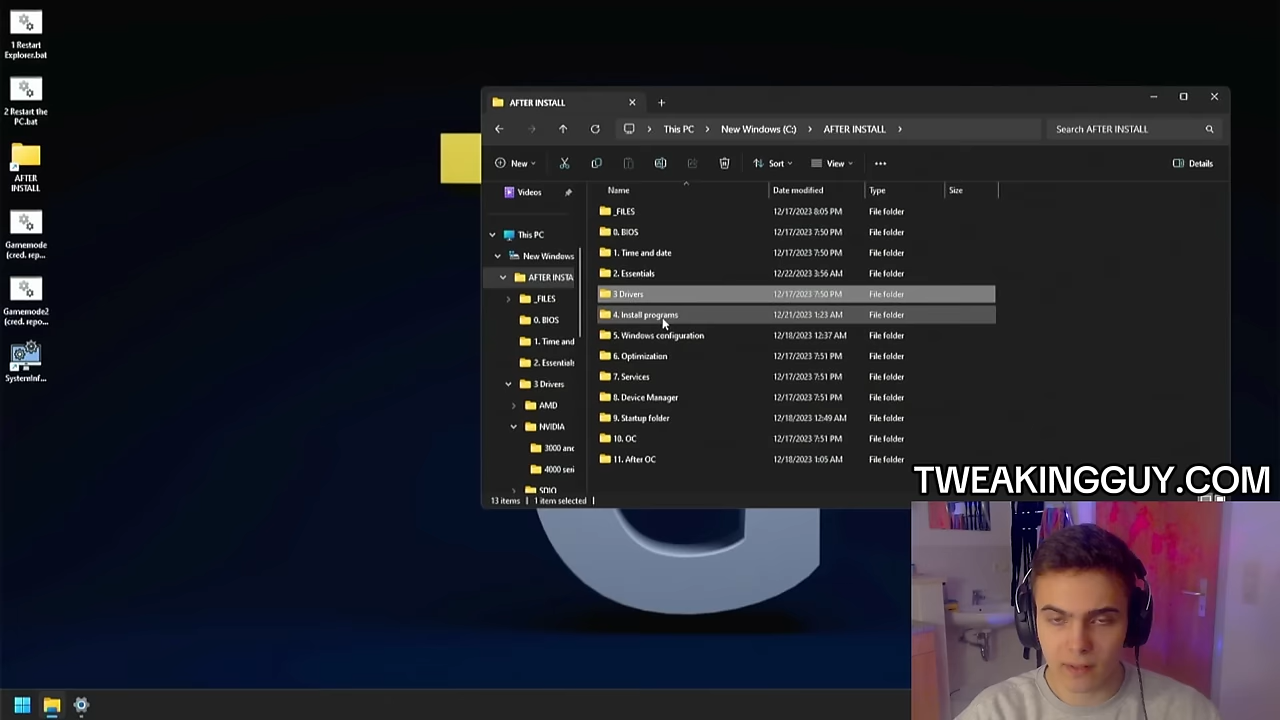 1 Restart
Explorer.bat
2 Restart the
PC.bat
AFTER
INSTALL
Gamemode
(cred. repo...
Gamemode2
(cred. repo...
SystemInf...
AFTER INSTALL
This PC
New Windows (C:)
AFTER INSTALL
Search AFTER INSTALL
New
Sort
View
Details
Videos
This PC
New Windows
AFTER INSTA
_FILES
0. BIOS
1. Time and
2. Essentials
3 Drivers
AMD
NVIDIA
3000 and
4000 seri
SDIO
Name Date modified Type Size
_FILES 12/17/2023 8:05 PM File folder
0. BIOS 12/17/2023 7:50 PM File folder
1. Time and date 12/17/2023 7:50 PM File folder
2. Essentials 12/22/2023 3:56 AM File folder
3 Drivers 12/17/2023 7:50 PM File folder
4. Install programs 12/21/2023 1:23 AM File folder
5. Windows configuration 12/18/2023 12:37 AM File folder
6. Optimization 12/17/2023 7:51 PM File folder
7. Services 12/17/2023 7:51 PM File folder
8. Device Manager 12/17/2023 7:51 PM File folder
9. Startup folder 12/18/2023 12:49 AM File folder
10. OC 12/17/2023 7:51 PM File folder
11. After OC 12/18/2023 1:05 AM File folder
13 items 1 item selected
TWEAKINGGUY.COM